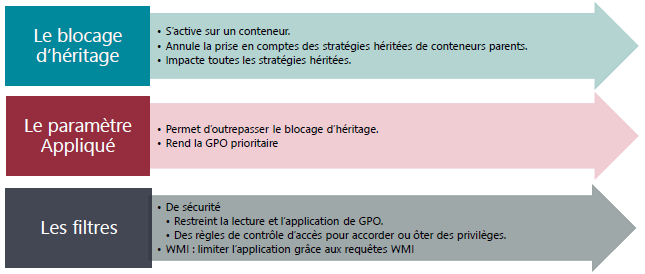 Le blocage
d'héritage
• S'active sur un conteneur.
• Annule la prise en comptes des stratégies héritées de conteneurs parents.
• Impacte toutes les stratégies héritées.
Le paramètre
Appliqué
• Permet d'outrepasser le blocage d'héritage.
• Rend la GPO prioritaire
Les filtres
• De sécurité
• Restreint la lecture et l'application de GPO.
• Des règles de contrôle d'accès pour accorder ou ôter des privilèges.
• WMI : limiter l'application grâce aux requêtes WMI